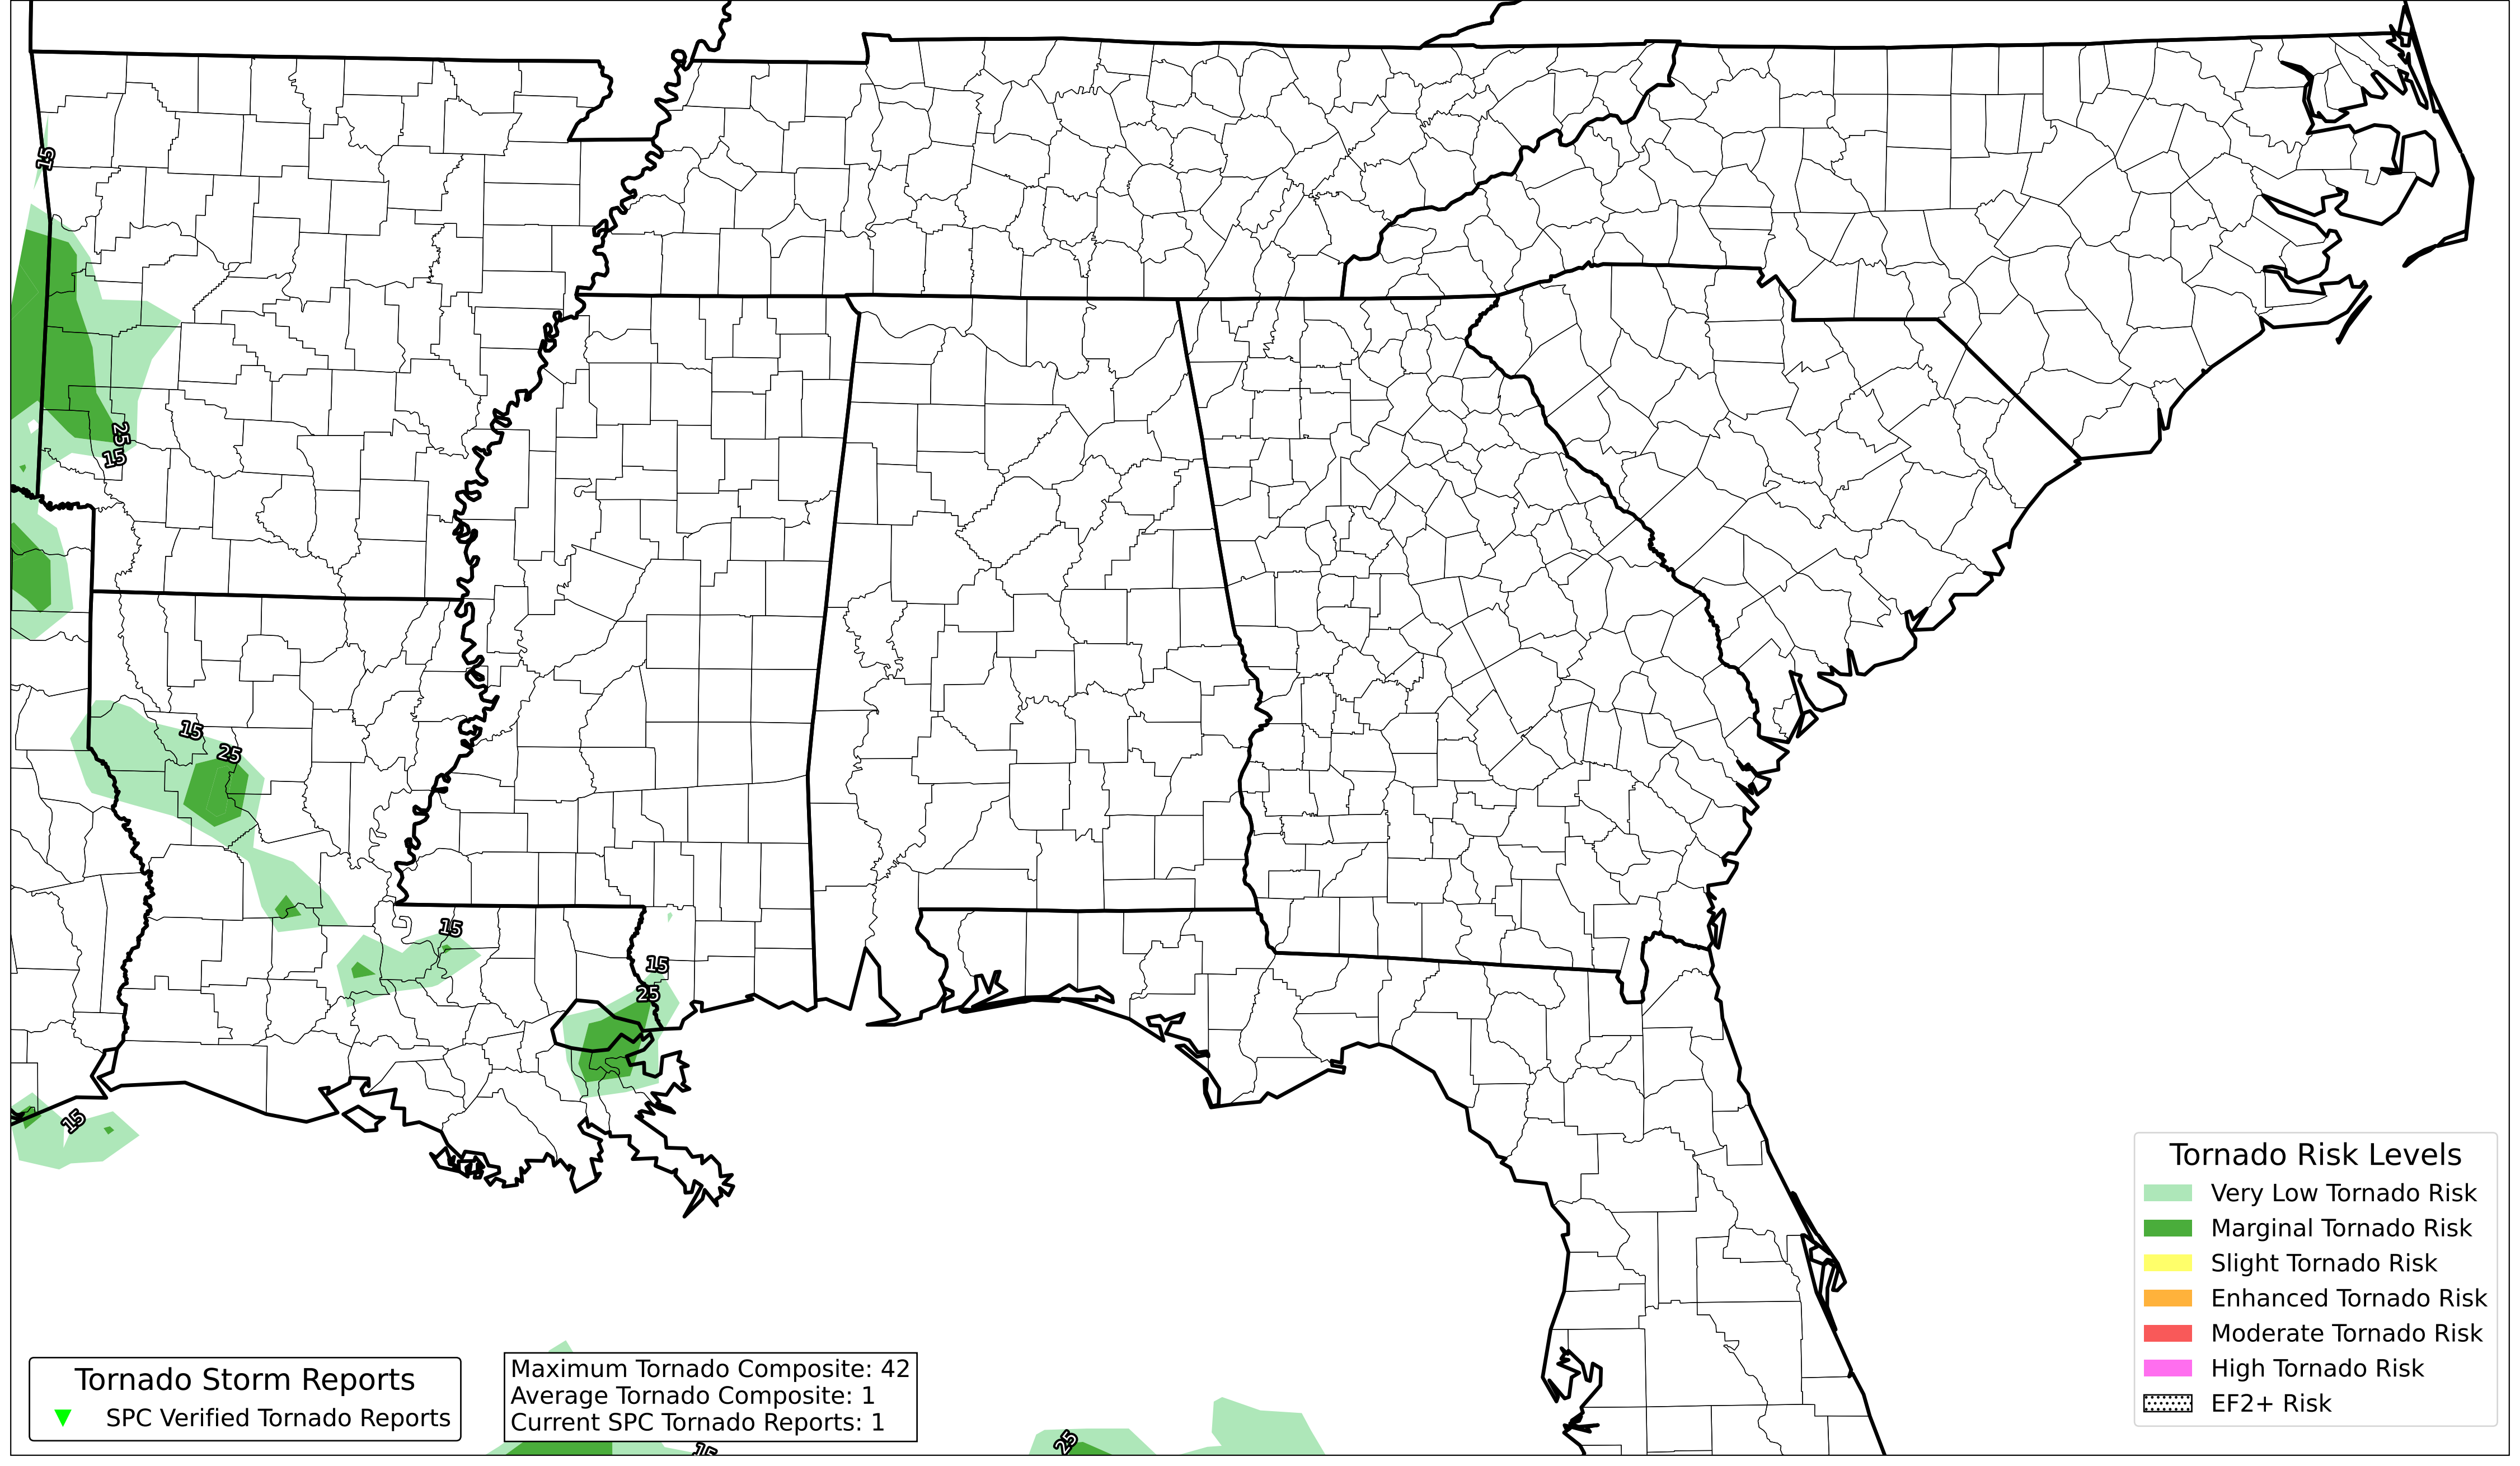 15
25
15
15
25
15
15
25
15
Tornado Risk Levels
Very Low Tornado Risk
Marginal Tornado Risk
Slight Tornado Risk
Enhanced Tornado Risk
Moderate Tornado Risk
High Tornado Risk
EF2+ Risk
Tornado Storm Reports
SPC Verified Tornado Reports
Maximum Tornado Composite: 42
Average Tornado Composite: 1
Current SPC Tornado Reports: 1
25
15